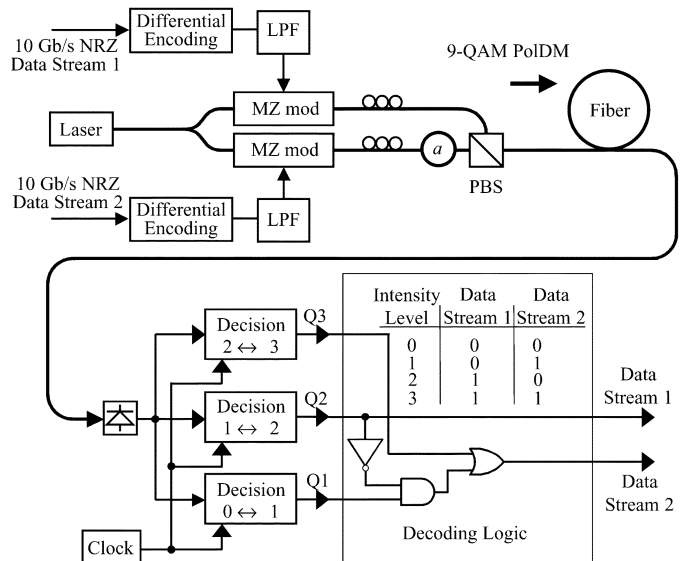 10 Gb/s NRZ
Data Stream 1
Differential
Encoding
LPF
MZ mod
9-QAM PolDM
Fiber
Laser
MZ mod
a
PBS
10 Gb/s NRZ
Data Stream 2
Differential
Encoding
LPF
Decision
2 ↔ 3
Q3
Intensity Data Data
Level Stream 1 Stream 2
0 0 0
1 0 1
2 1 0
3 1 1
Decision
1 ↔ 2
Q2
Data
Stream 1
Decision
0 ↔ 1
Q1
Data
Stream 2
Clock
Decoding Logic